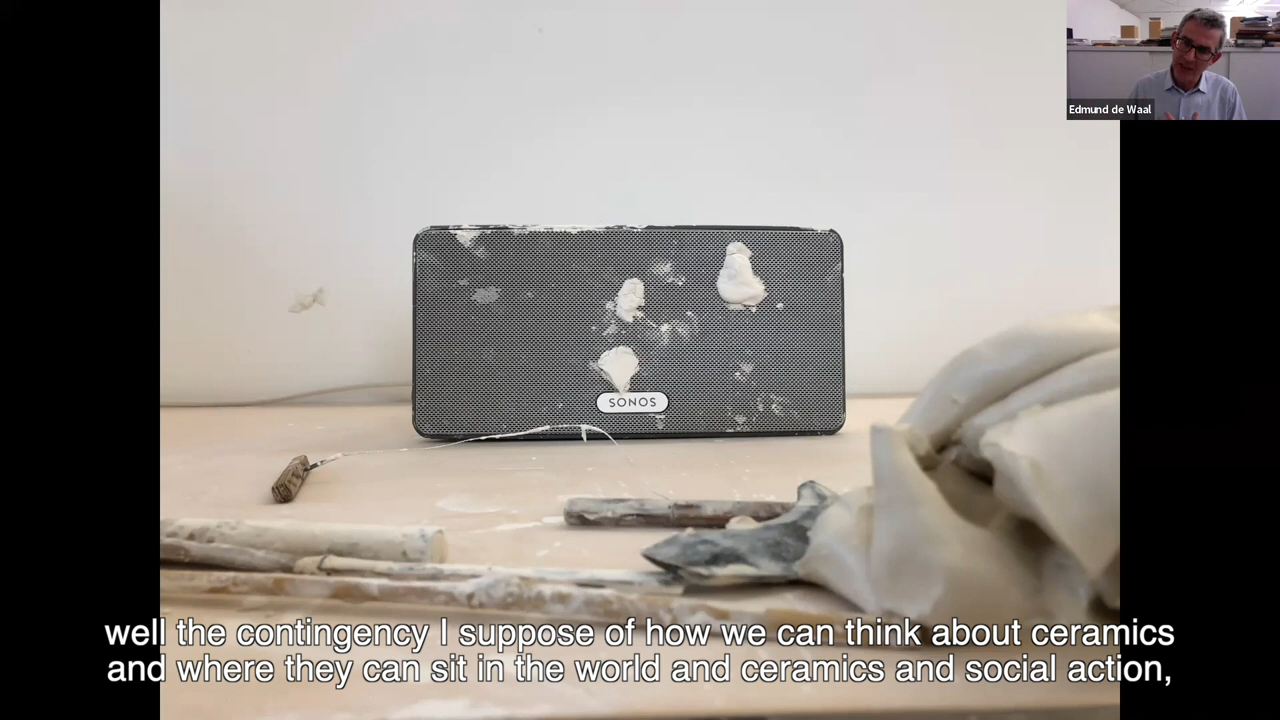 Edmund de Waal
SONOS
well the contingency I suppose of how we can think about ceramics
and where they can sit in the world and ceramics and social action,